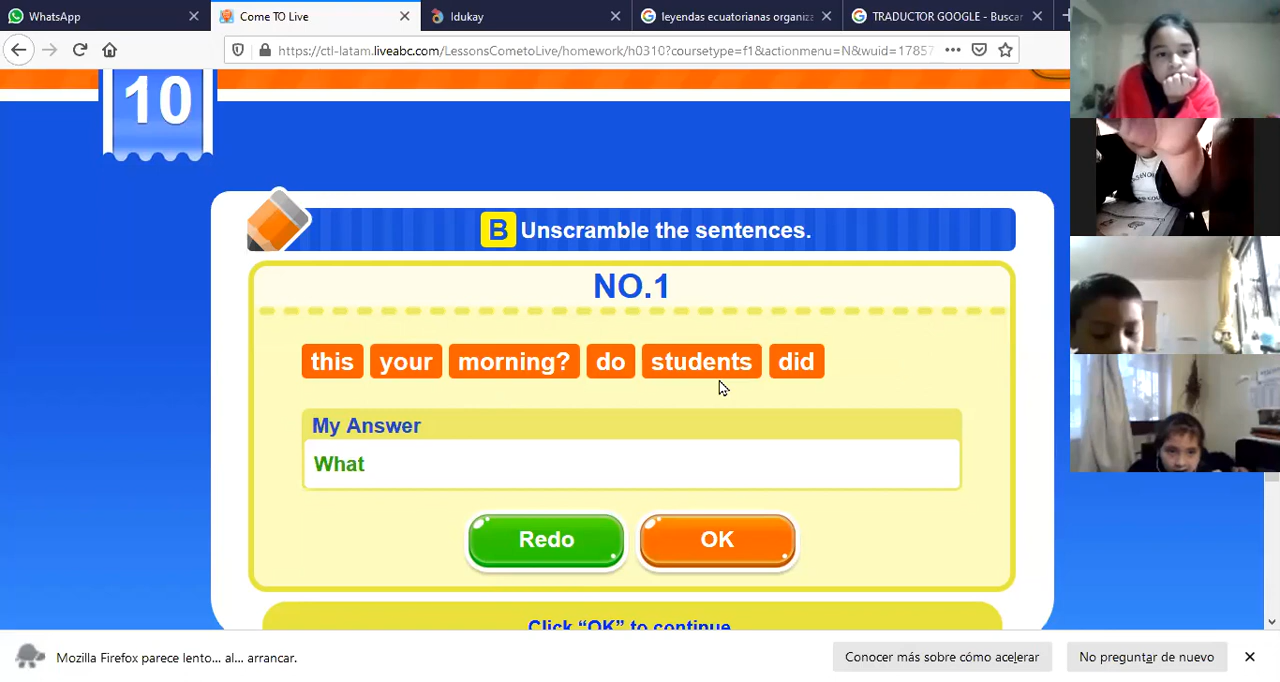 WhatsApp
Come TO Live
Idukay
leyendas ecuatorianas organiza
TRADUCTOR GOOGLE - Buscar
https://ctl-latam.liveabc.com/LessonsCometoLive/homework/h0310?coursetype=f1&actionmenu=N&wuid=17857
10
B Unscramble the sentences.
NO.1
this your morning? do students did
My Answer
What
Redo OK
Click “OK” to continue
Mozilla Firefox parece lento... al... arrancar.
Conocer más sobre cómo acelerar
No preguntar de nuevo